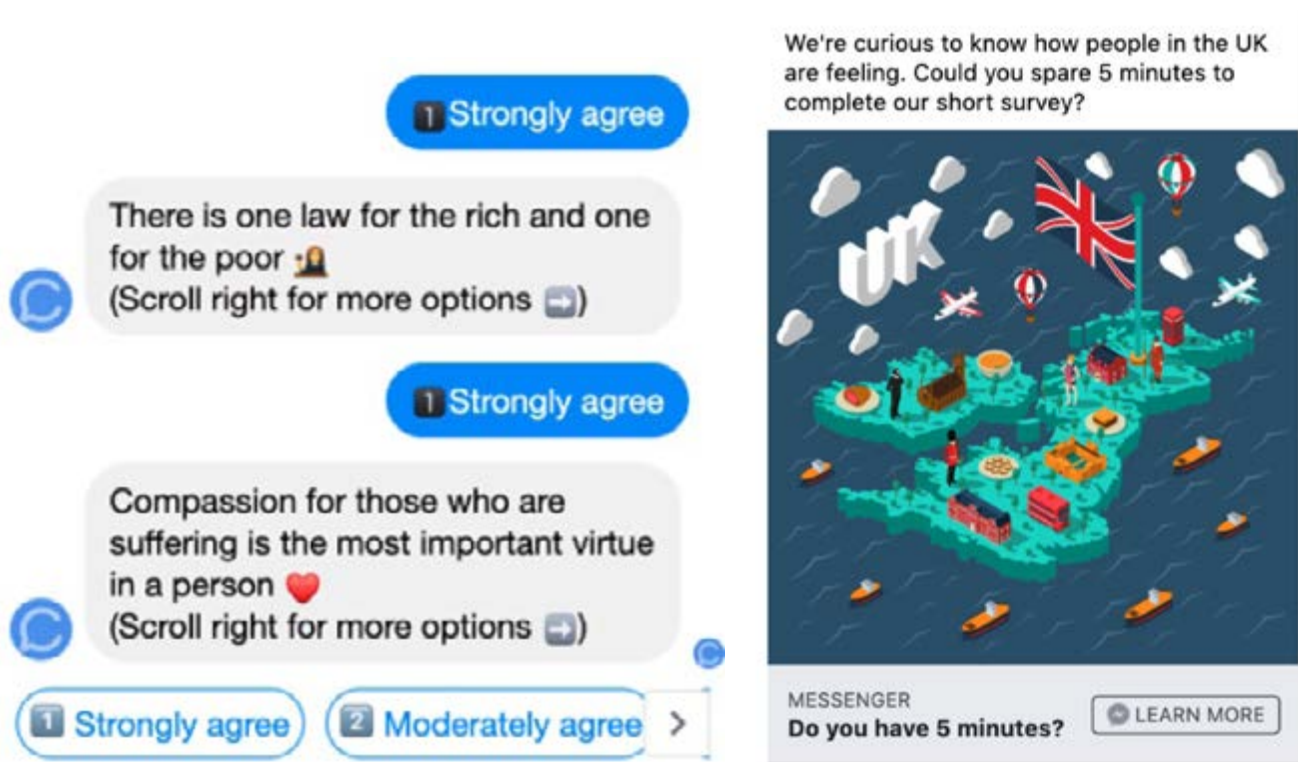 1 Strongly agree
There is one law for the rich and one
for the poor 👩‍⚖️
(Scroll right for more options ➡️)
1 Strongly agree
Compassion for those who are
suffering is the most important virtue
in a person ❤️
(Scroll right for more options ➡️)
1 Strongly agree
2 Moderately agree
We're curious to know how people in the UK
are feeling. Could you spare 5 minutes to
complete our short survey?
UK
MESSENGER
Do you have 5 minutes?
LEARN MORE